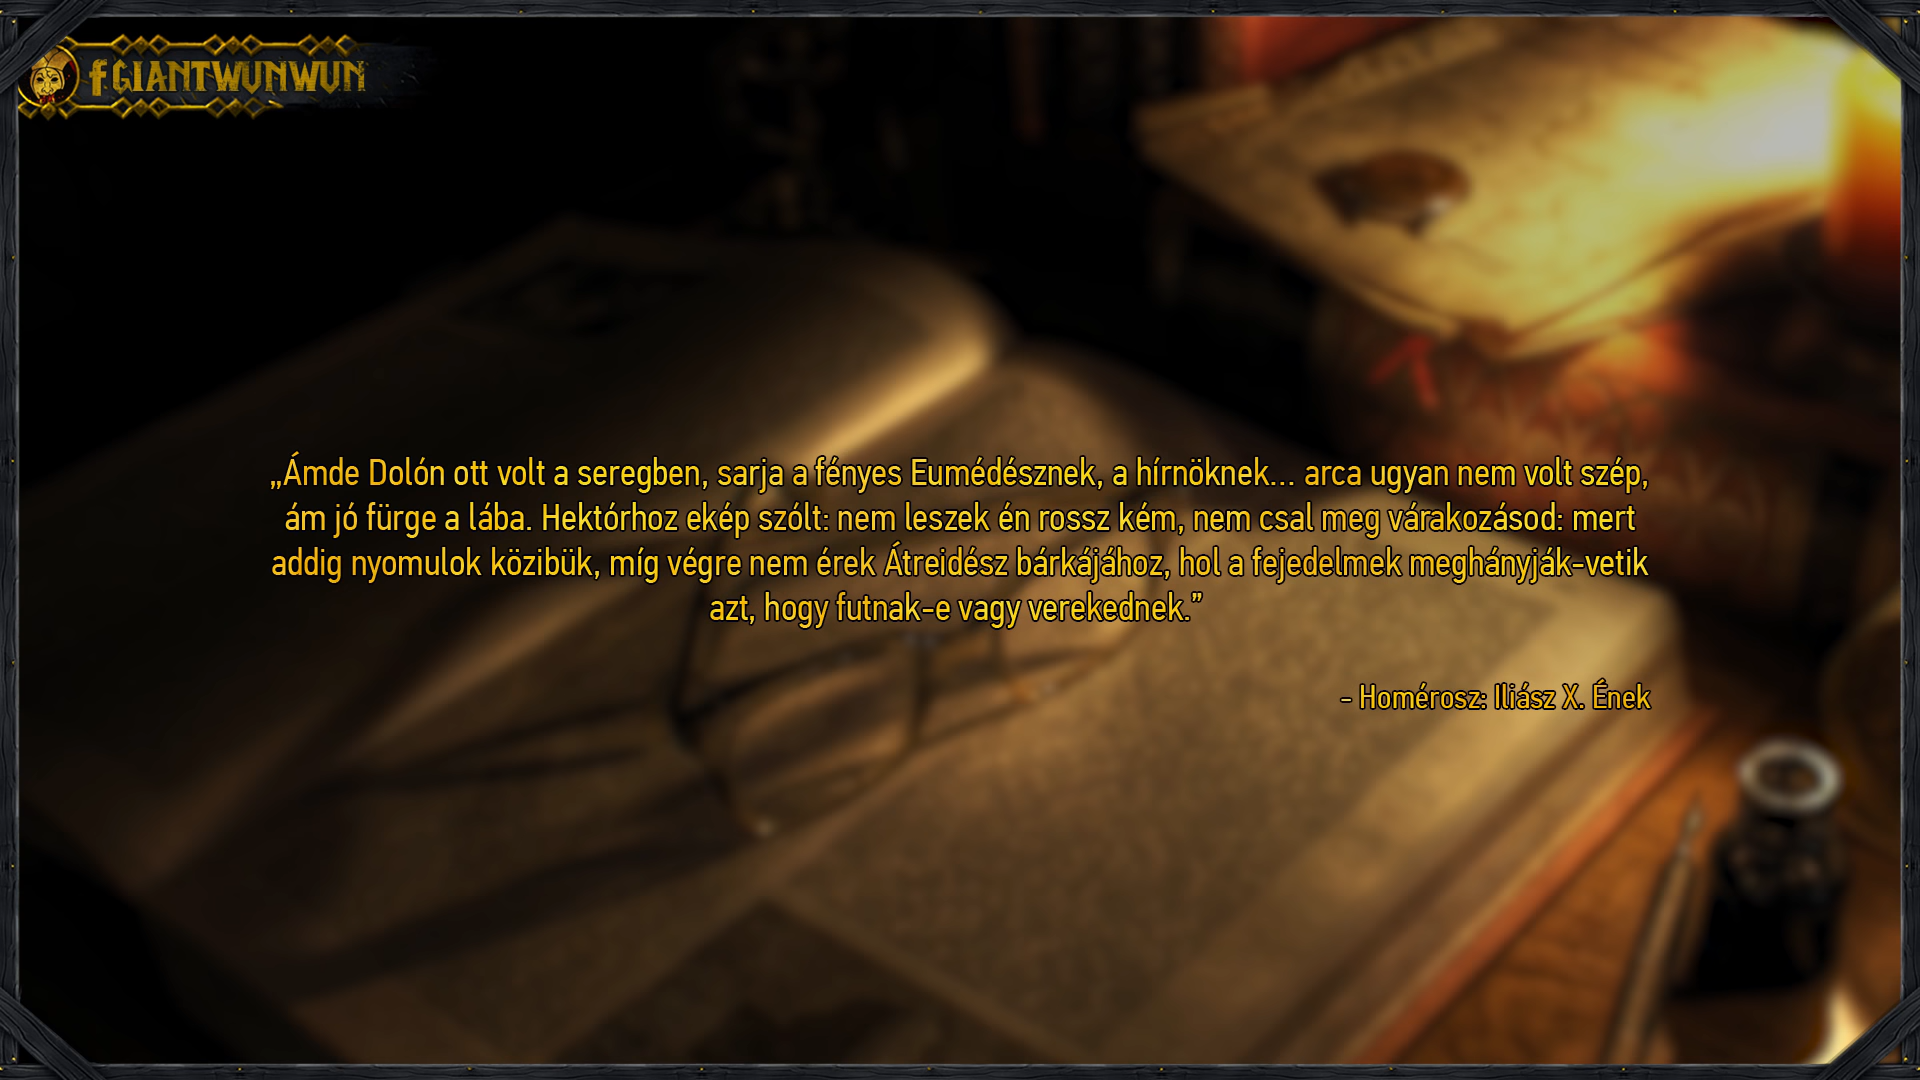 fGIANTWUNWUN
„Ámde Dolón ott volt a seregben, sarja a fényes Eumédésznek, a hírnöknek... arca ugyan nem volt szép,
ám jó fürge a lába. Hektórhoz ekép szólt: nem leszek én rossz kém, nem csal meg várakozásod: mert
addig nyomulok közibük, míg végre nem érek Átreidész bárkájához, hol a fejedelmek meghányják-vetik
azt, hogy futnak-e vagy verekednek.”
- Homérosz: Iliász X. Ének